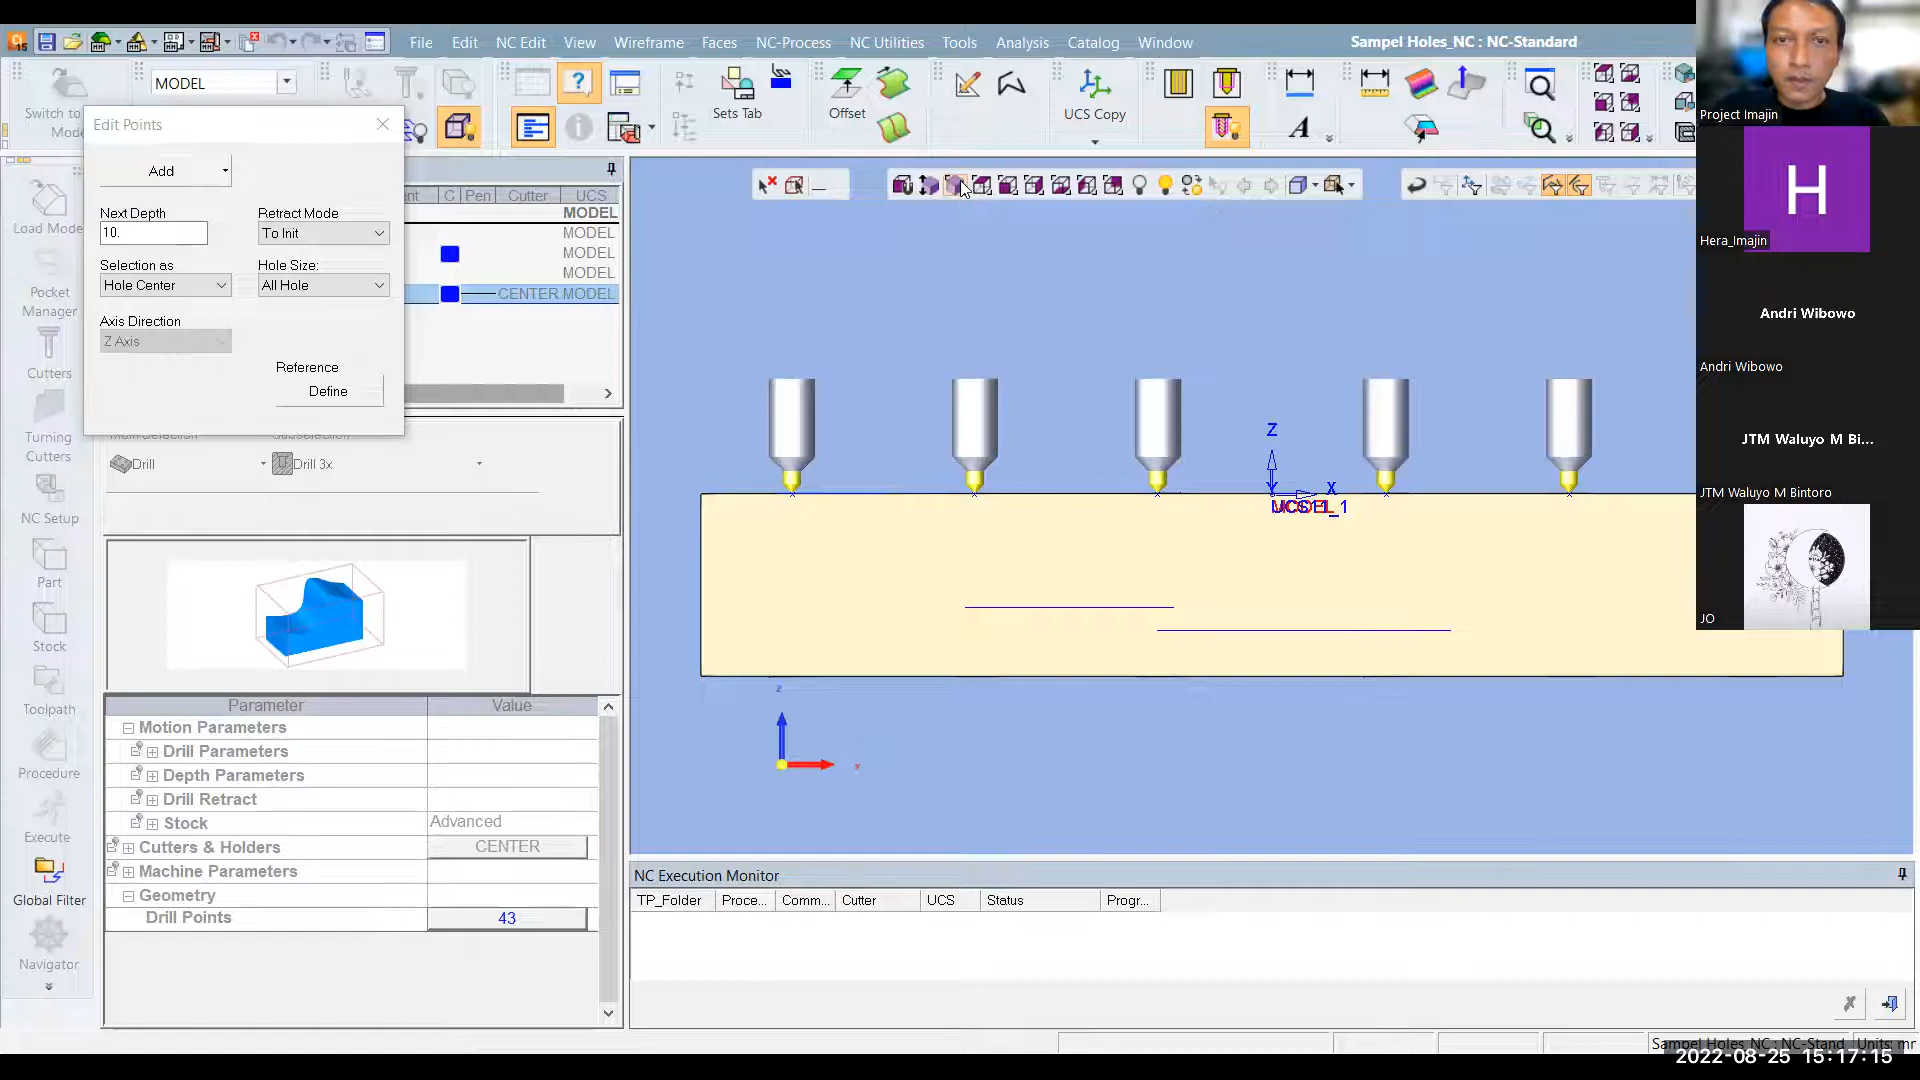 File Edit NC Edit View Wireframe Faces NC-Process NC Utilities Tools Analysis Catalog Window
Sampel Holes_NC : NC-Standard
MODEL
Switch to
Sets Tab
Offset
UCS Copy
A
Project Imajin
H
Hera_Imajin
Andri Wibowo
Andri Wibowo
JTM Waluyo M Bi...
JTM Waluyo M Bintoro
JO
Edit Points
Add
Next Depth
Retract Mode
10.
To Init
Selection as
Hole Size:
Hole Center
All Hole
Axis Direction
Z Axis
Reference
Define
C Pen Cutter UCS
MODEL
MODEL
MODEL
MODEL
CENTER MODEL
Load Mode
Pocket
Manager
Cutters
Turning
Cutters
NC Setup
Part
Stock
Toolpath
Procedure
Execute
Global Filter
Navigator
Drill
Drill 3x
Parameter Value
Motion Parameters
Drill Parameters
Depth Parameters
Drill Retract
Stock Advanced
Cutters & Holders CENTER
Machine Parameters
Geometry
Drill Points 43
Z
X
z
x
NC Execution Monitor
TP_Folder Proce... Comm... Cutter UCS Status Progr...
Sampel Holes_NC : NC-Stand Units: mm
2022-08-25 15:17:15